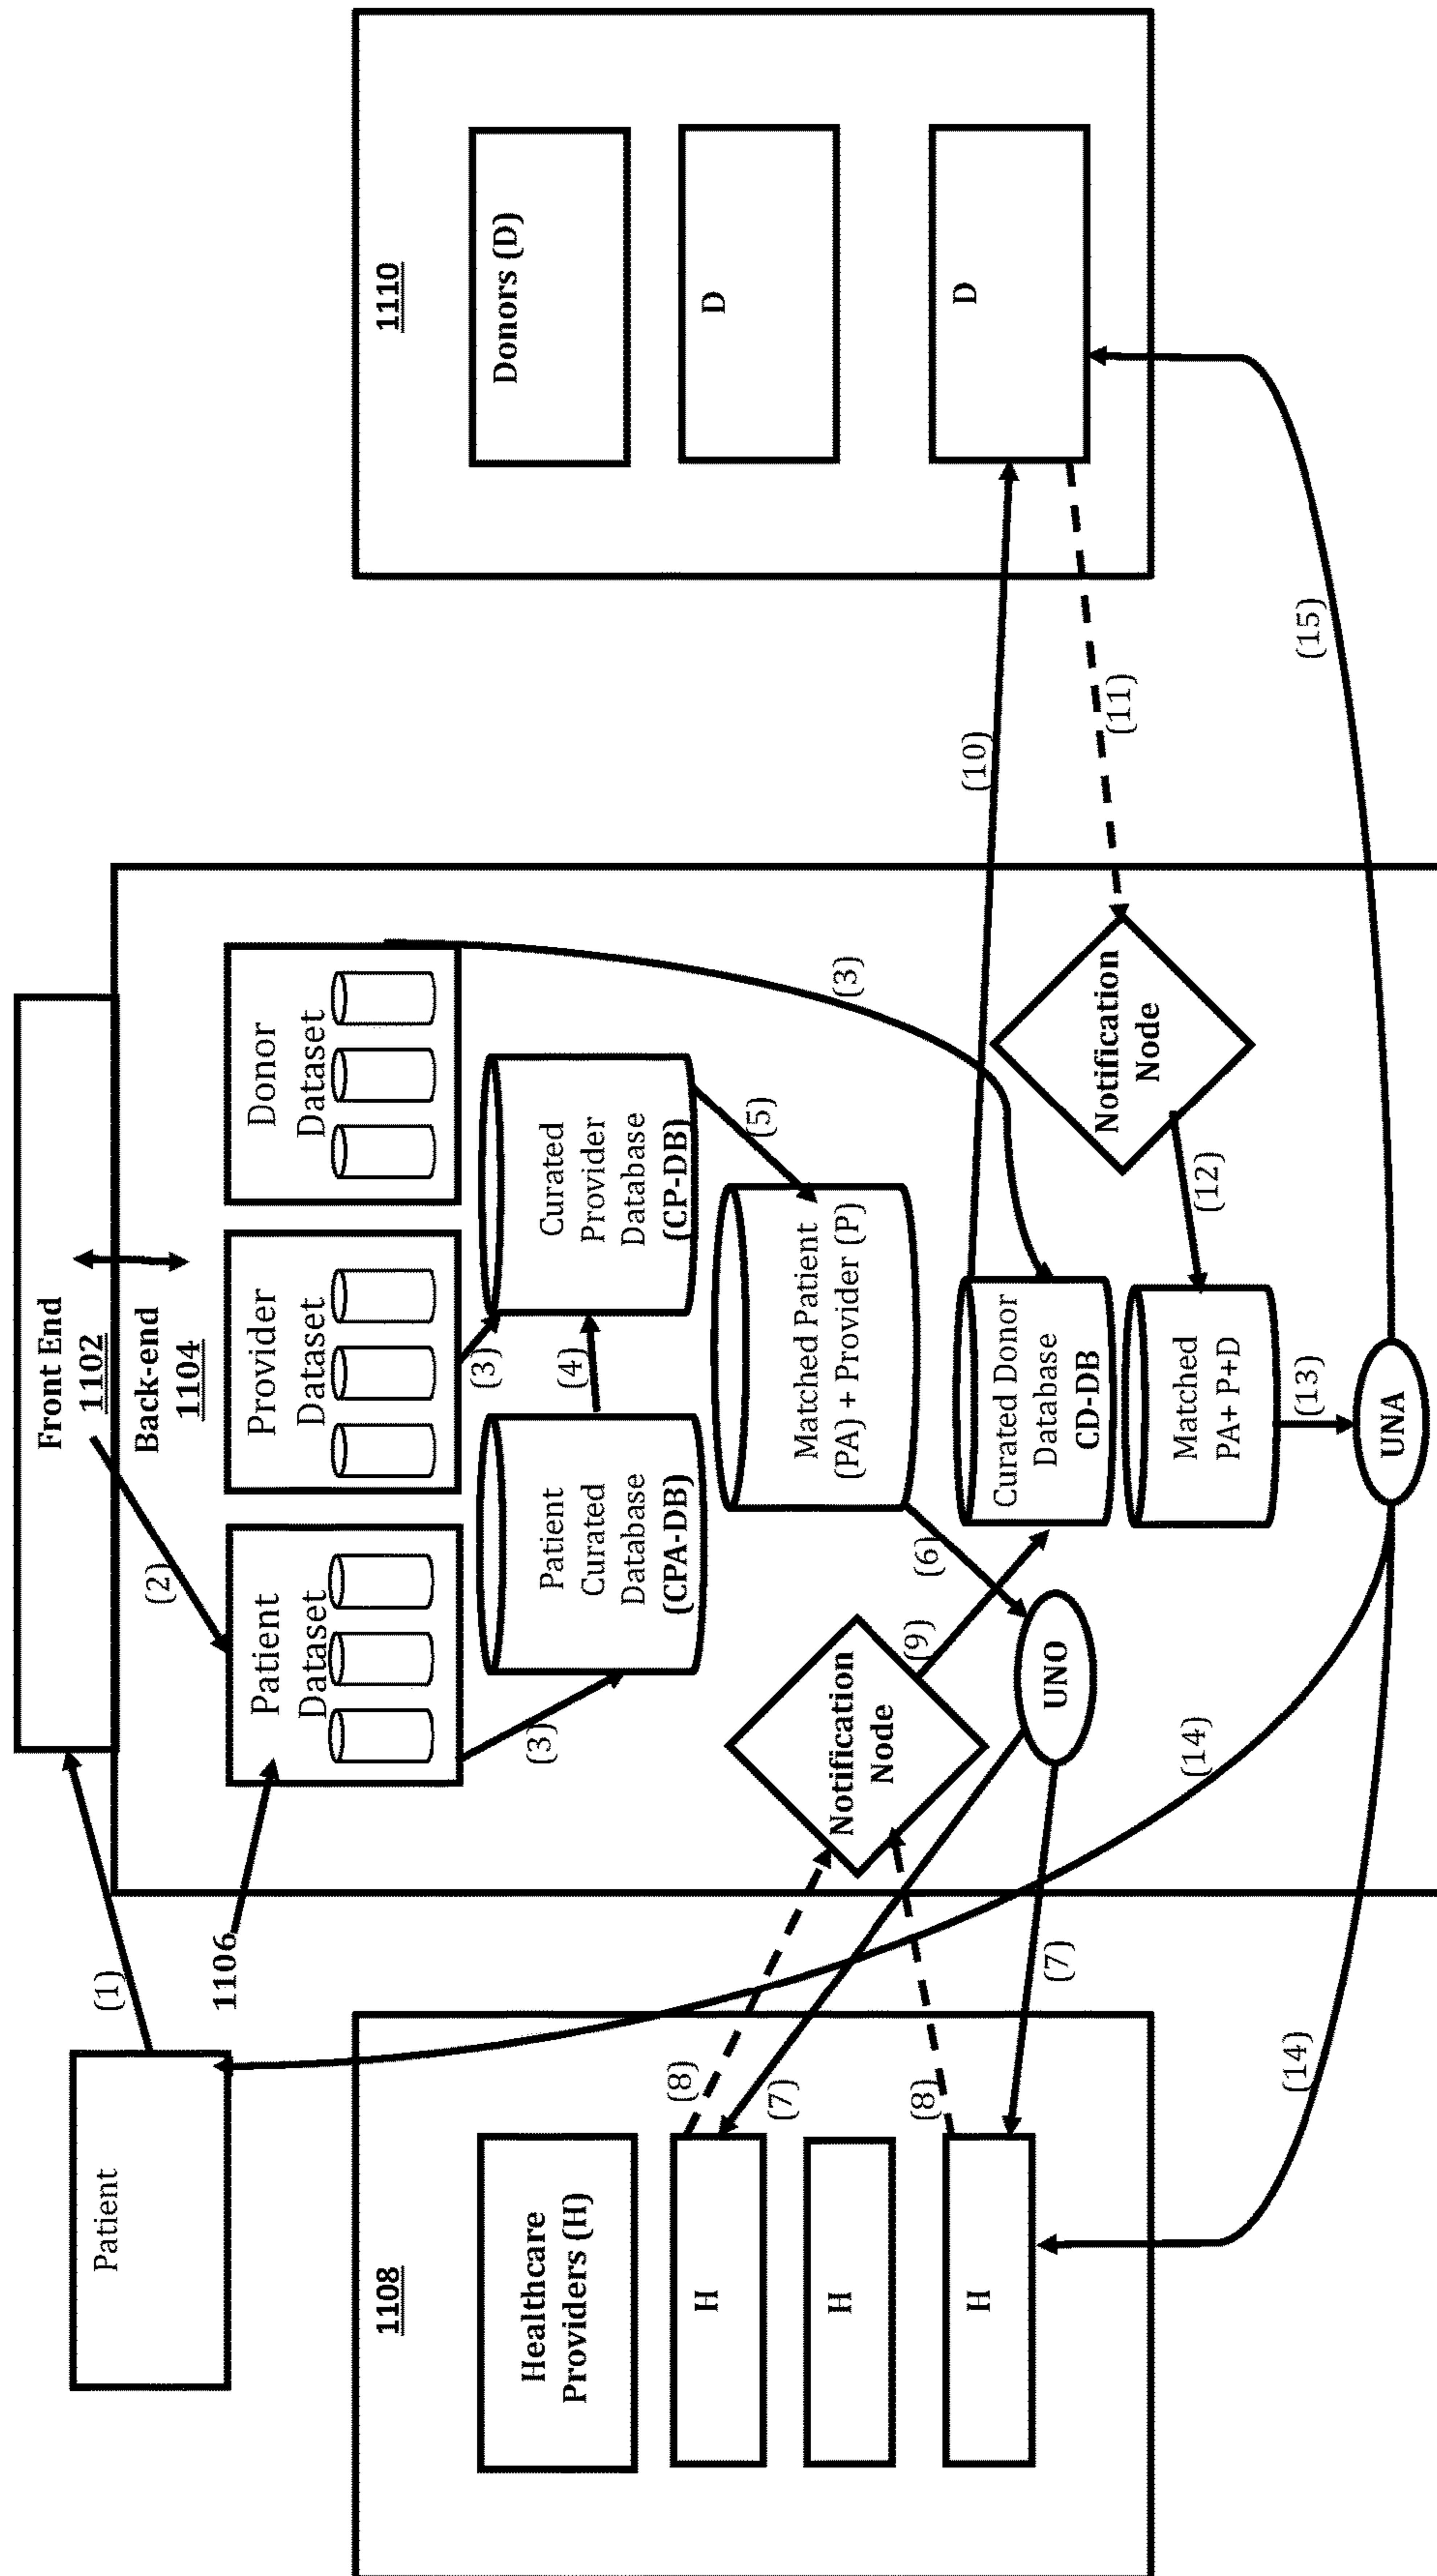 Patient
(1)
Front End
1102
Back-end
1104
(2)
1106
Patient
Dataset
Provider
Dataset
Donor
Dataset
(3)
(3)
(3)
Patient
Curated
Database
(CPA-DB)
(4)
Curated
Provider
Database
(CP-DB)
(5)
Matched Patient
(PA) + Provider (P)
(6)
Notification
Node
(9)
UNO
Curated Donor
Database
CD-DB
Notification
Node
(12)
Matched
PA+ P+D
(13)
UNA
1108
Healthcare
Providers (H)
H
H
H
(8)
(7)
(8)
(7)
(14)
(14)
(10)
(11)
(15)
1110
Donors (D)
D
D